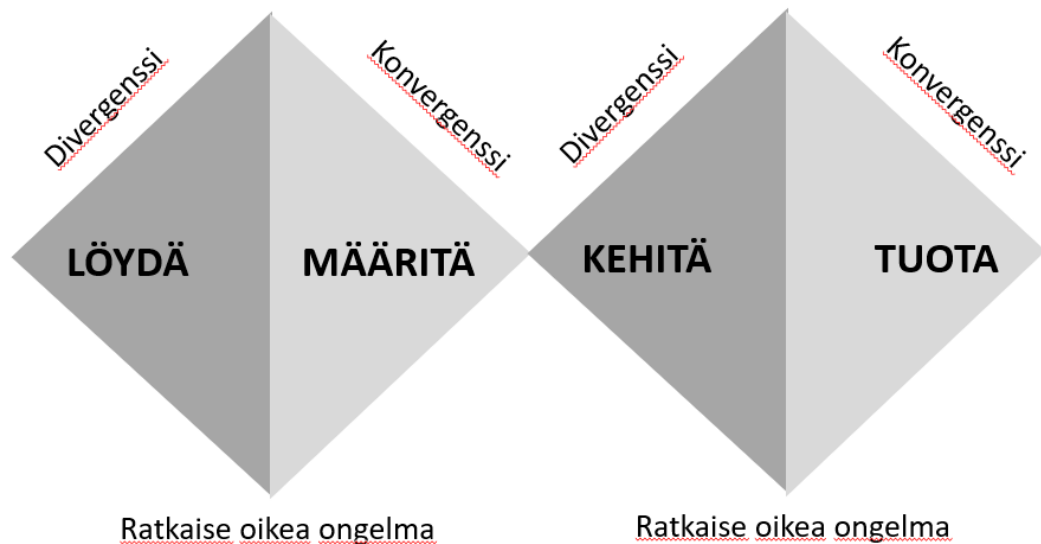 Divergenssi
Konvergenssi
LÖYDÄ
MÄÄRITÄ
Ratkaise oikea ongelma
Divergenssi
Konvergenssi
KEHITÄ
TUOTA
Ratkaise oikea ongelma